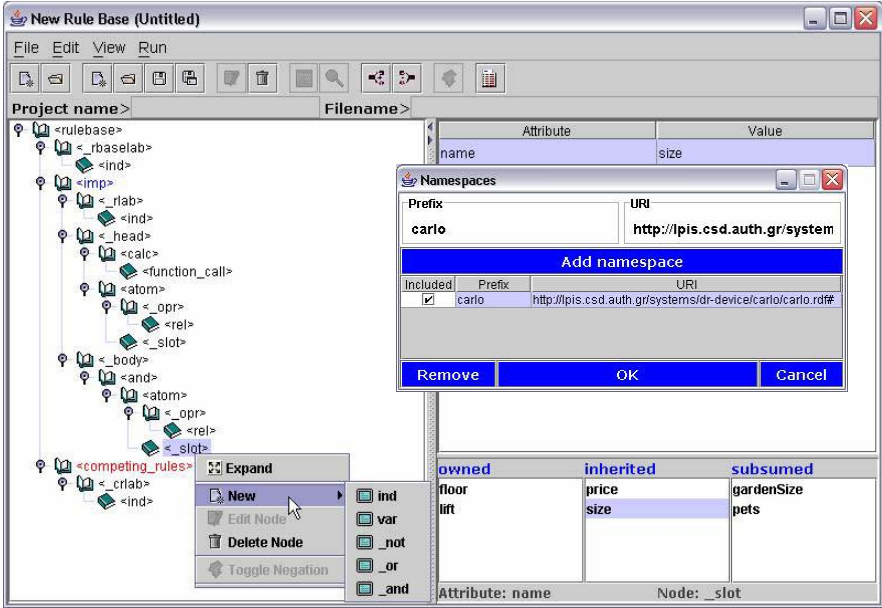 New Rule Base (Untitled)
File Edit View Run
Project name> Filename>
<rulebase>
<_rbaselab>
<ind>
<imp>
<_rlab>
<ind>
<_head>
<calc>
<function_call>
<atom>
<_opr>
<rel>
<_slot>
<_body>
<and>
<atom>
<_opr>
<rel>
<_slot>
<competing_rules>
<_crlab>
<ind>
Expand
New
Edit Node
Delete Node
Toggle Negation
ind
var
_not
_or
_and
Attribute Value
name size
Namespaces
Prefix URI
carlo http://lpis.csd.auth.gr/system
Add namespace
Included Prefix URI
carlo http://lpis.csd.auth.gr/systems/dr-device/carlo/carlo.rdf#
Remove OK Cancel
owned inherited subsumed
floor price gardenSize
lift size pets
Attribute: name Node: _slot